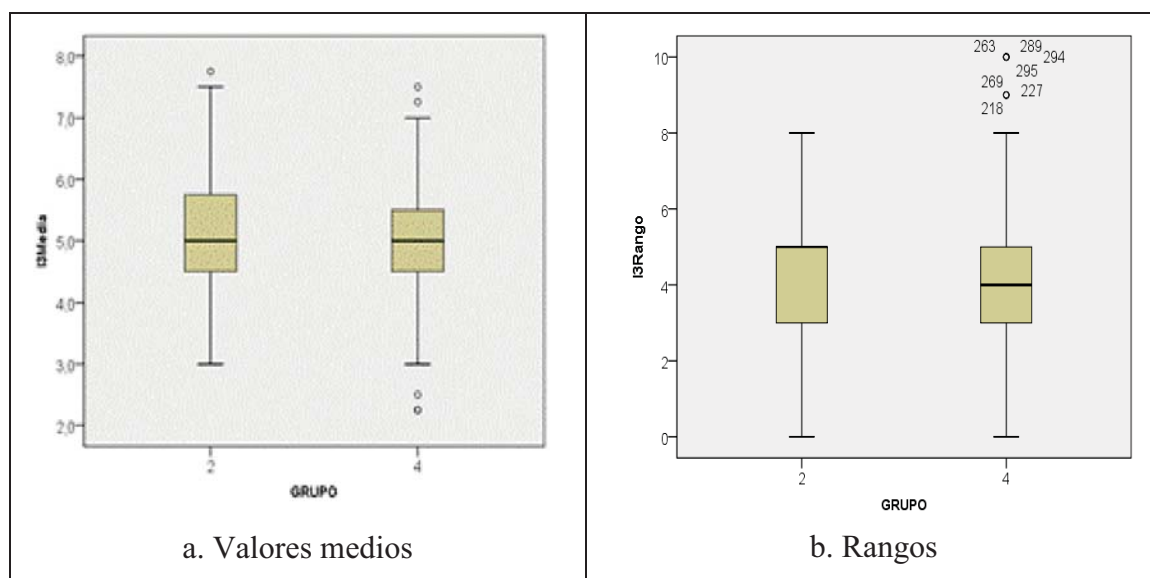 8,0
7,0
6,0
5,0
4,0
3,0
2,0
I3Media
2
4
GRUPO
a. Valores medios
10
8
6
4
2
0
I3Rango
263 289 294
295
269 227
218
2
4
GRUPO
b. Rangos